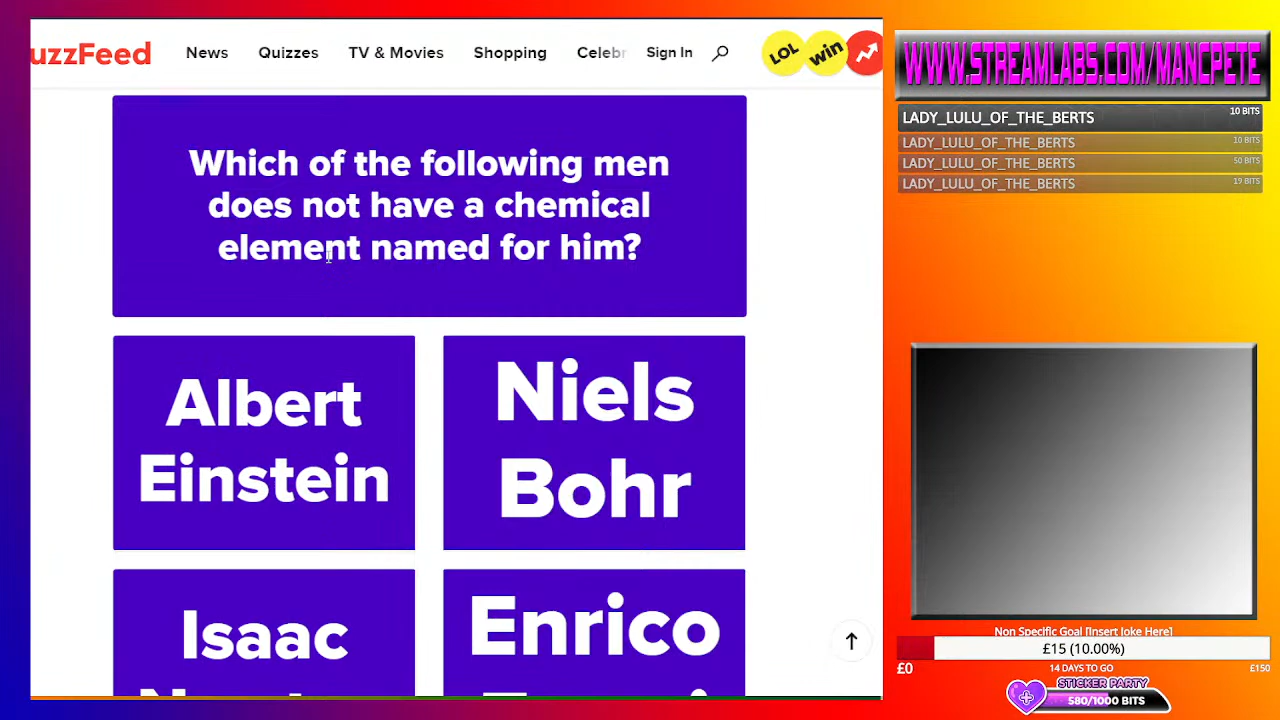 uzzFeed News Quizzes TV & Movies Shopping Celebr Sign In LOL win
Which of the following men
does not have a chemical
element named for him?
Albert
Einstein
Niels
Bohr
Isaac
Enrico
WWW.STREAMLABS.COM/MANCPETE
LADY_LULU_OF_THE_BERTS 10 BITS
LADY_LULU_OF_THE_BERTS 10 BITS
LADY_LULU_OF_THE_BERTS 50 BITS
LADY_LULU_OF_THE_BERTS 19 BITS
Non Specific Goal [Insert Joke Here]
£15 (10.00%)
£0 14 DAYS TO GO £150
STICKER PARTY
580/1000 BITS